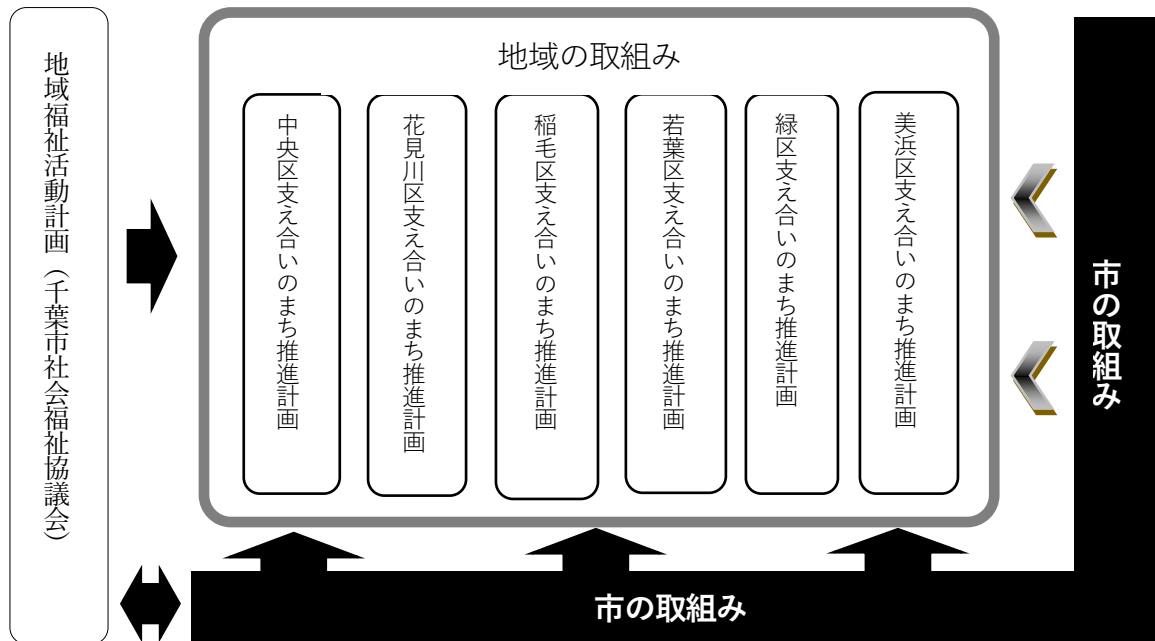 地域福祉活動計画(千葉市社会福祉協議会)
地域の取組み
中央区支え合いのまち推進計画
花見川区支え合いのまち推進計画
稲毛区支え合いのまち推進計画
若葉区支え合いのまち推進計画
緑区支え合いのまち推進計画
美浜区支え合いのまち推進計画
市の取組み
市の取組み